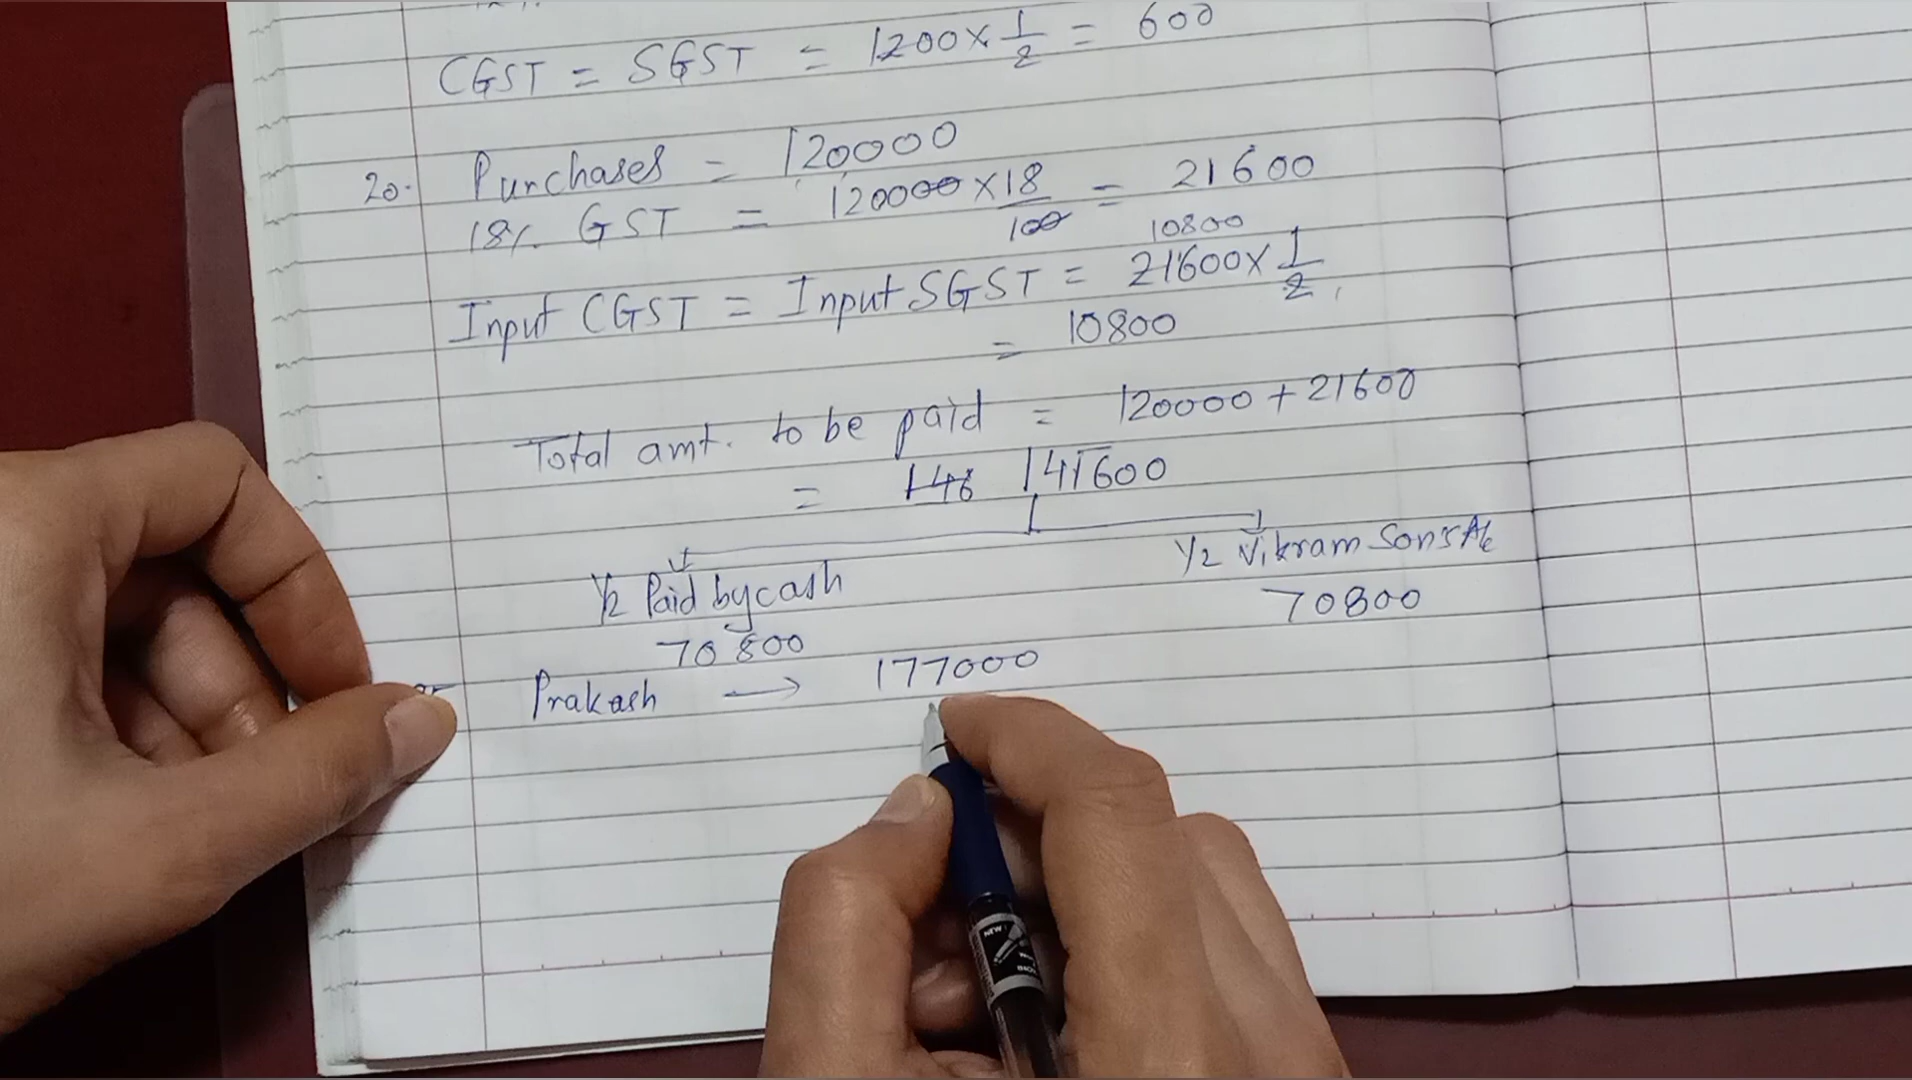 CGST = SGST = 1200 × 1/2 = 600
20. Purchases = 120000
18%. GST = 120000 × 18/100 = 21600
10800
Input CGST = Input SGST = 21600 × 1/2
= 10800
Total amt. to be paid = 120000 + 21600
= 146 141600
1/2 Paid by cash 1/2 Vikram Sons A/c
70800 70800
Prakash → 177000
NEW